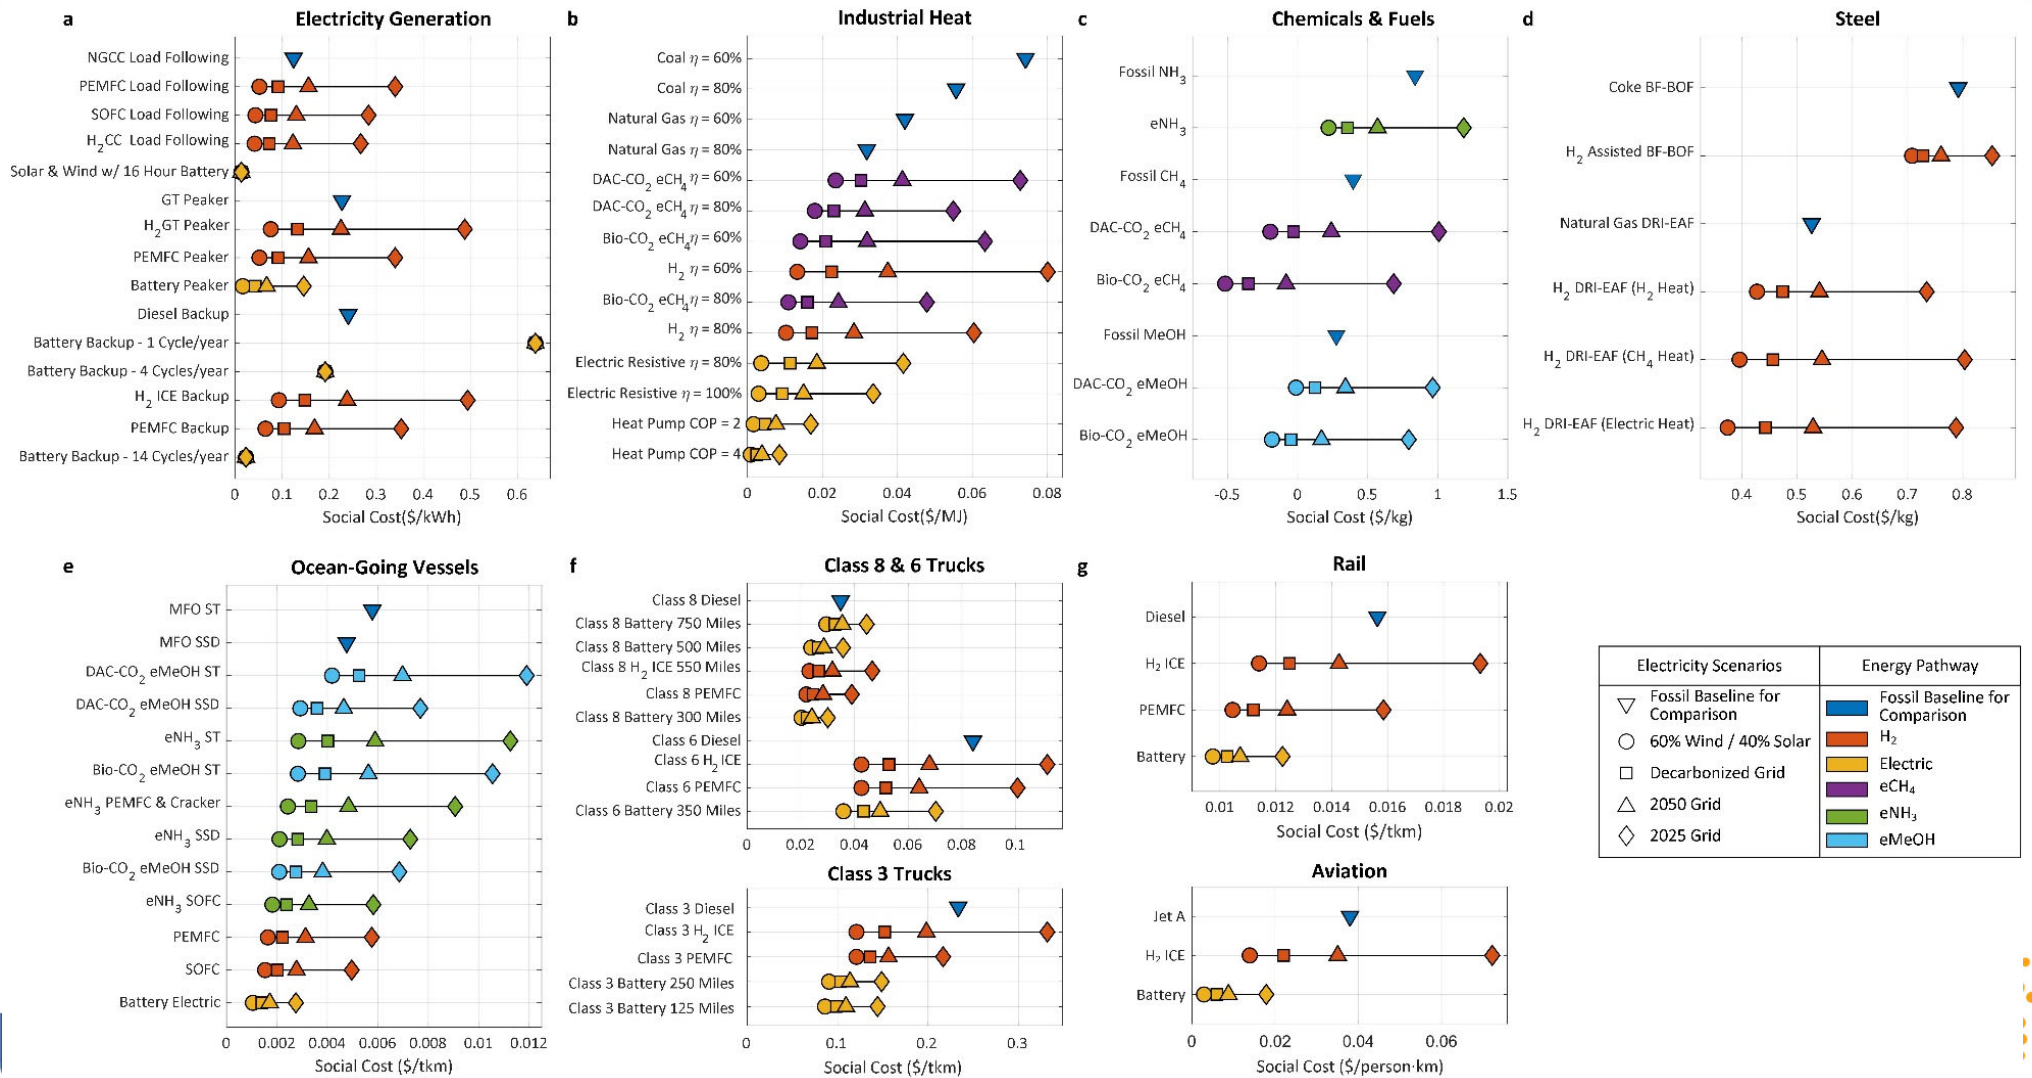 a
Electricity Generation
NGCC Load Following
PEMFC Load Following
SOFC Load Following
H2CC Load Following
Solar & Wind w/ 16 Hour Battery
GT Peaker
H2GT Peaker
PEMFC Peaker
Battery Peaker
Diesel Backup
Battery Backup - 1 Cycle/year
Battery Backup - 4 Cycles/year
H2 ICE Backup
PEMFC Backup
Battery Backup - 14 Cycles/year
0 0.1 0.2 0.3 0.4 0.5 0.6
Social Cost($/kWh)
b
Industrial Heat
Coal η = 60%
Coal η = 80%
Natural Gas η = 60%
Natural Gas η = 80%
DAC-CO2 eCH4 η = 60%
DAC-CO2 eCH4 η = 80%
Bio-CO2 eCH4 η = 60%
H2 η = 60%
Bio-CO2 eCH4 η = 80%
H2 η = 80%
Electric Resistive η = 80%
Electric Resistive η = 100%
Heat Pump COP = 2
Heat Pump COP = 4
0 0.02 0.04 0.06 0.08
Social Cost($/MJ)
c
Chemicals & Fuels
Fossil NH3
eNH3
Fossil CH4
DAC-CO2 eCH4
Bio-CO2 eCH4
Fossil MeOH
DAC-CO2 eMeOH
Bio-CO2 eMeOH
-0.5 0 0.5 1 1.5
Social Cost ($/kg)
d
Steel
Coke BF-BOF
H2 Assisted BF-BOF
Natural Gas DRI-EAF
H2 DRI-EAF (H2 Heat)
H2 DRI-EAF (CH4 Heat)
H2 DRI-EAF (Electric Heat)
0.4 0.5 0.6 0.7 0.8
Social Cost($/kg)
e
Ocean-Going Vessels
MFO ST
MFO SSD
DAC-CO2 eMeOH ST
DAC-CO2 eMeOH SSD
eNH3 ST
Bio-CO2 eMeOH ST
eNH3 PEMFC & Cracker
eNH3 SSD
Bio-CO2 eMeOH SSD
eNH3 SOFC
PEMFC
SOFC
Battery Electric
0 0.002 0.004 0.006 0.008 0.01 0.012
Social Cost ($/tkm)
f
Class 8 & 6 Trucks
Class 8 Diesel
Class 8 Battery 750 Miles
Class 8 Battery 500 Miles
Class 8 H2 ICE 550 Miles
Class 8 PEMFC
Class 8 Battery 300 Miles
Class 6 Diesel
Class 6 H2 ICE
Class 6 PEMFC
Class 6 Battery 350 Miles
0 0.02 0.04 0.06 0.08 0.1
Class 3 Trucks
Class 3 Diesel
Class 3 H2 ICE
Class 3 PEMFC
Class 3 Battery 250 Miles
Class 3 Battery 125 Miles
0 0.1 0.2 0.3
Social Cost ($/tkm)
g
Rail
Diesel
H2 ICE
PEMFC
Battery
0.01 0.012 0.014 0.016 0.018 0.02
Social Cost ($/tkm)
Aviation
Jet A
H2 ICE
Battery
0 0.02 0.04 0.06
Social Cost ($/person·km)
Electricity Scenarios
Fossil Baseline for
Comparison
60% Wind / 40% Solar
Decarbonized Grid
2050 Grid
2025 Grid
Energy Pathway
Fossil Baseline for
Comparison
H2
Electric
eCH4
eNH3
eMeOH